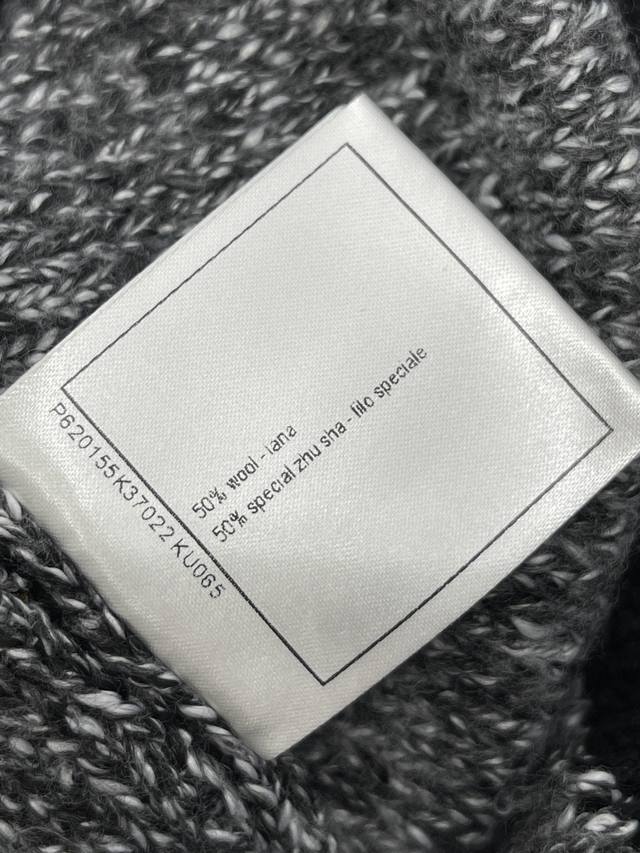 50% wool - lana
50% special zhu sha - filo speciale
P620155K37022 KU065